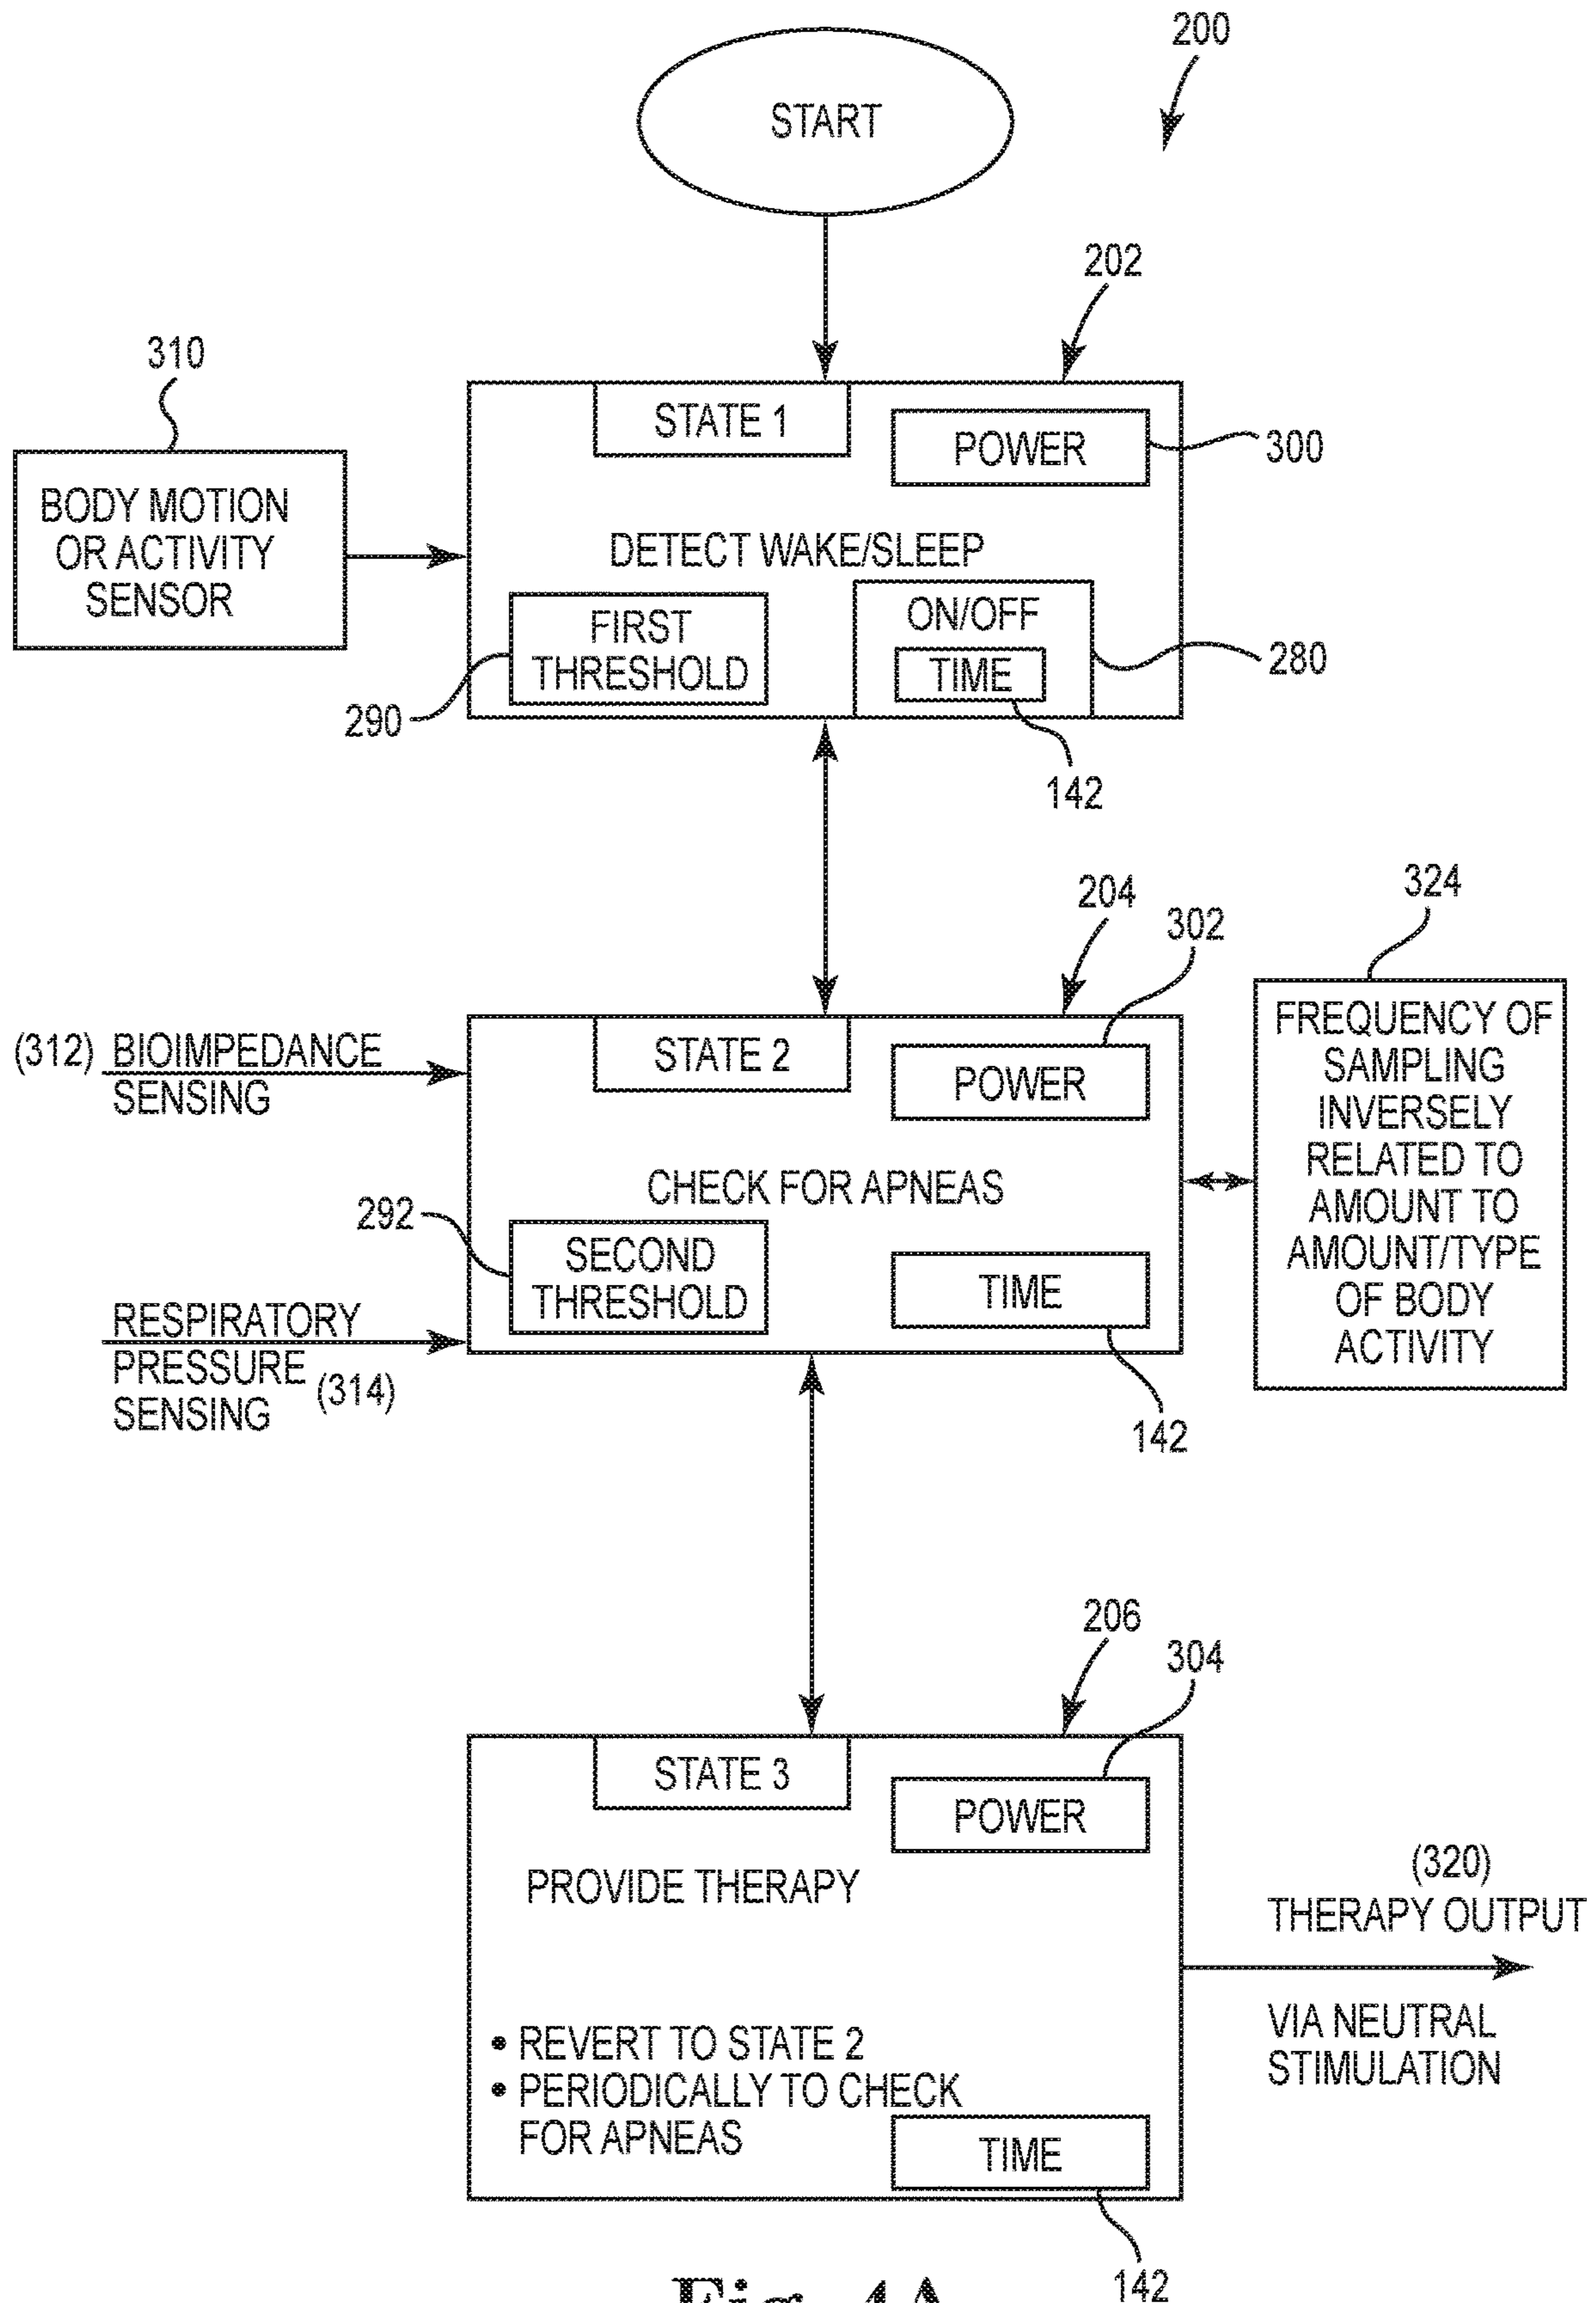 200
START
202
310
STATE 1
POWER
300
BODY MOTION
OR ACTIVITY
SENSOR
DETECT WAKE/SLEEP
FIRST
THRESHOLD
ON/OFF
TIME
280
290
142
204
302
324
(312) BIOIMPEDANCE
SENSING
STATE 2
POWER
FREQUENCY OF
SAMPLING
INVERSELY
RELATED TO
AMOUNT TO
AMOUNT/TYPE
OF BODY
ACTIVITY
CHECK FOR APNEAS
292
SECOND
THRESHOLD
TIME
RESPIRATORY
PRESSURE (314)
SENSING
142
206
304
STATE 3
POWER
PROVIDE THERAPY
(320)
THERAPY OUTPUT
VIA NEUTRAL
STIMULATION
• REVERT TO STATE 2
• PERIODICALLY TO CHECK
FOR APNEAS
TIME
142
Fig. 4A